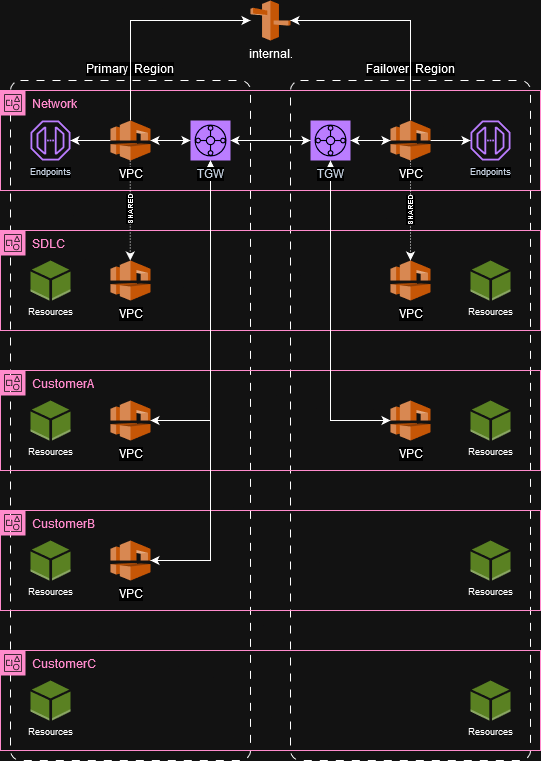 internal.
Primary Region
Failover Region
Network
Endpoints
VPC
TGW
TGW
VPC
Endpoints
SHARED
SHARED
SDLC
Resources
VPC
VPC
Resources
CustomerA
Resources
VPC
VPC
Resources
CustomerB
Resources
VPC
Resources
CustomerC
Resources
Resources